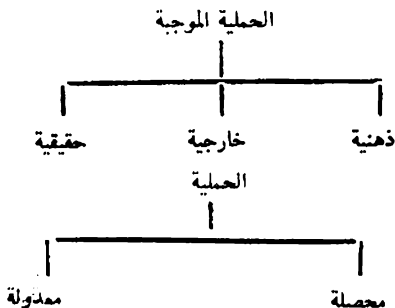 الحملية الموجبة
ذهنية خارجية حقيقية
الحملية
محصلة معدولة